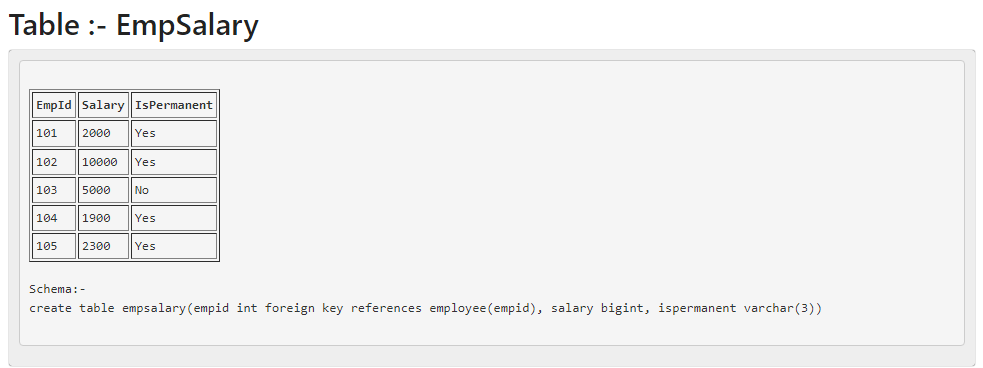 Table :- EmpSalary
EmpId Salary IsPermanent
101 2000 Yes
102 10000 Yes
103 5000 No
104 1900 Yes
105 2300 Yes
Schema:-
create table empsalary(empid int foreign key references employee(empid), salary bigint, ispermanent varchar(3))